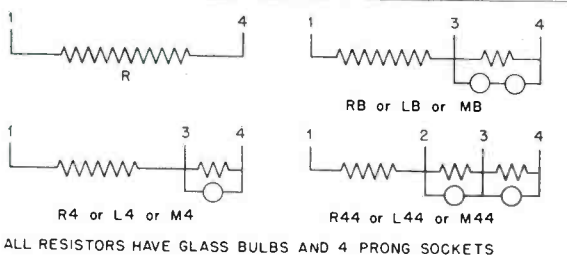 1 4
R
1 3 4
RB or LB or MB
1 3 4
R4 or L4 or M4
1 2 3 4
R44 or L44 or M44
ALL RESISTORS HAVE GLASS BULBS AND 4 PRONG SOCKETS